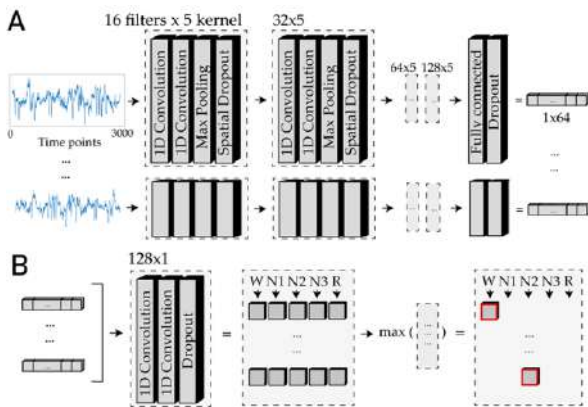 A
16 filters x 5 kernel
32x5
64x5
128x5
1D Convolution
1D Convolution
Max Pooling
Spatial Dropout
1D Convolution
1D Convolution
Max Pooling
Spatial Dropout
...
...
Fully connected
Dropout
=
...
1x64
0
3000
Time points
...
...
...
...
...
...
=
...
B
128x1
...
...
...
...
1D Convolution
1D Convolution
Dropout
=
W N1 N2 N3 R
...
...
max (
...
...
) =
W N1 N2 N3 R
...
...